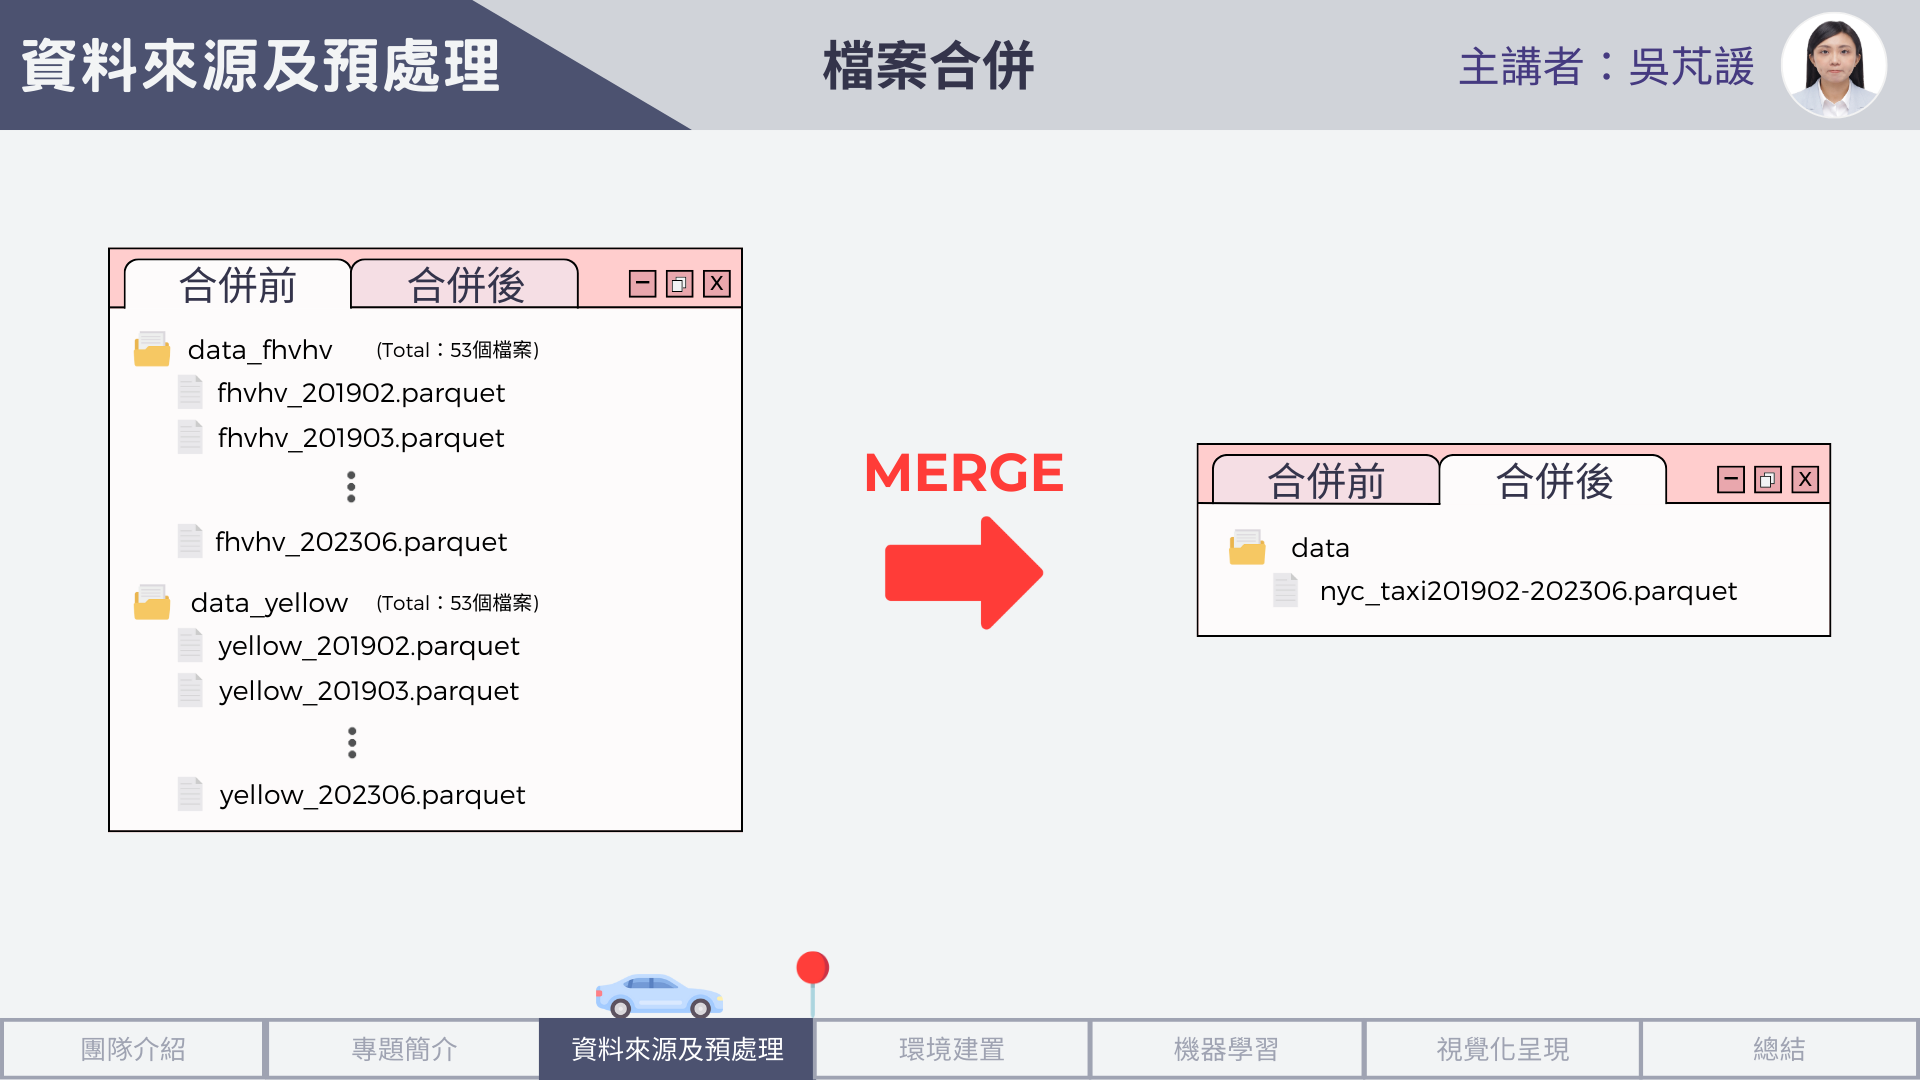 資料來源及預處理
檔案合併
主講者：吳芃諼
合併前
合併後
X
data_fhvhv (Total：53個檔案)
fhvhv_201902.parquet
fhvhv_201903.parquet
fhvhv_202306.parquet
data_yellow (Total：53個檔案)
yellow_201902.parquet
yellow_201903.parquet
yellow_202306.parquet
MERGE
合併前
合併後
X
data
nyc_taxi201902-202306.parquet
團隊介紹
專題簡介
資料來源及預處理
環境建置
機器學習
視覺化呈現
總結